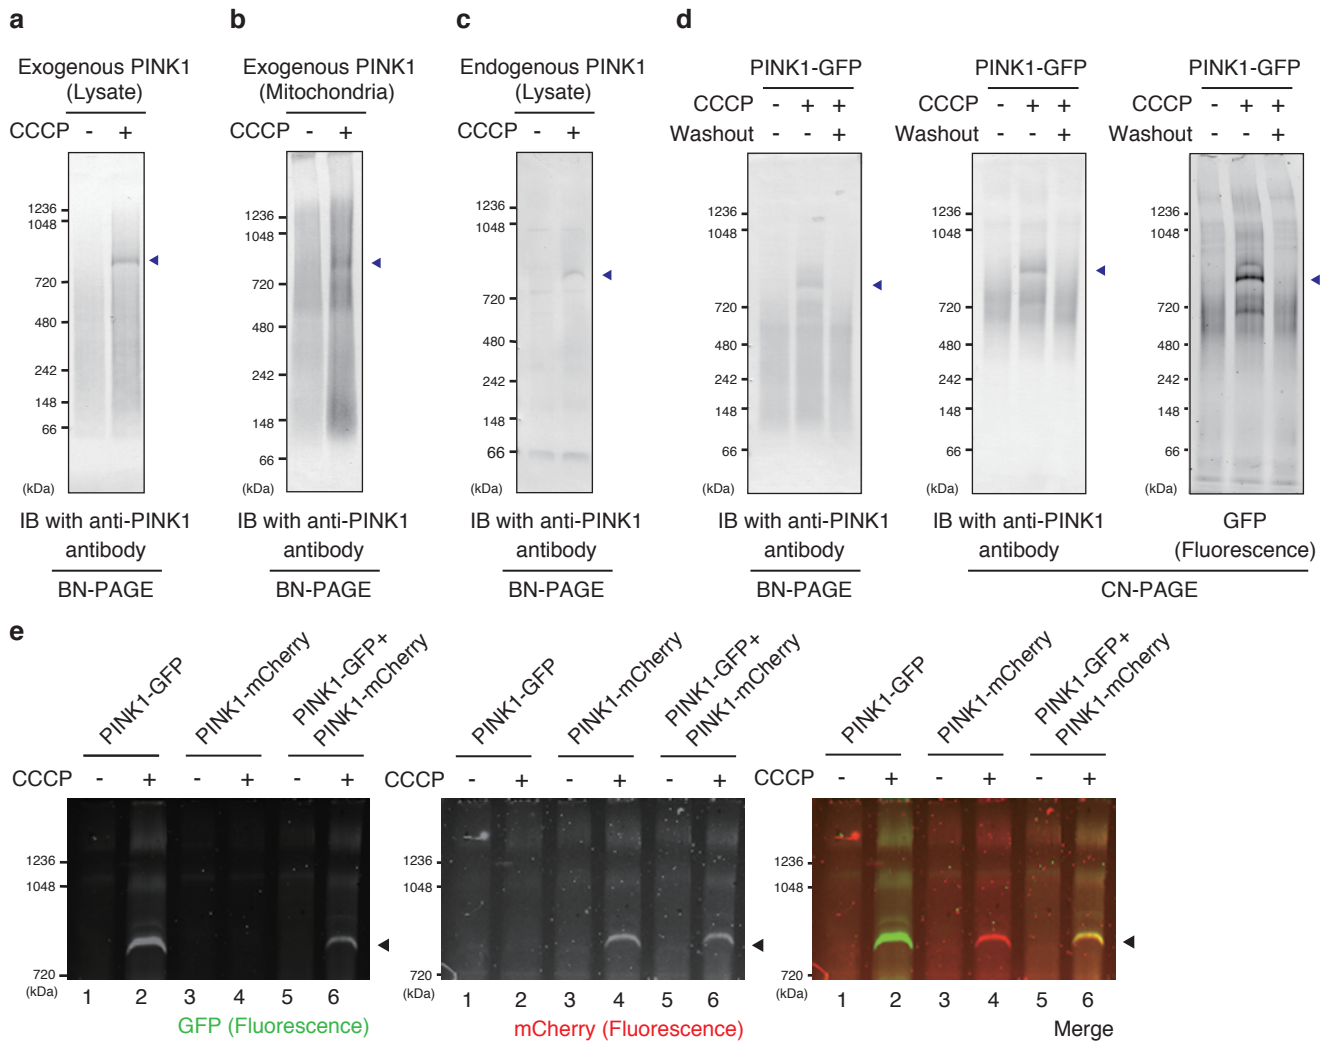 a
Exogenous PINK1
(Lysate)
CCCP - +
1236
1048
720
480
242
148
66
(kDa)
IB with anti-PINK1
antibody
BN-PAGE
b
Exogenous PINK1
(Mitochondria)
CCCP - +
1236
1048
720
480
242
148
66
(kDa)
IB with anti-PINK1
antibody
BN-PAGE
c
Endogenous PINK1
(Lysate)
CCCP - +
1236
1048
720
480
242
148
66
(kDa)
IB with anti-PINK1
antibody
BN-PAGE
d
PINK1-GFP
CCCP - + +
Washout - - +
1236
1048
720
480
242
148
66
(kDa)
IB with anti-PINK1
antibody
BN-PAGE
PINK1-GFP
CCCP - + +
Washout - - +
1236
1048
720
480
242
148
66
(kDa)
IB with anti-PINK1
antibody
PINK1-GFP
CCCP - + +
Washout - - +
1236
1048
720
480
242
148
66
(kDa)
GFP
(Fluorescence)
CN-PAGE
e
PINK1-GFP
PINK1-mCherry
PINK1-GFP+
PINK1-mCherry
CCCP - + - + - +
1236
1048
720
(kDa)
1 2 3 4 5 6
GFP (Fluorescence)
PINK1-GFP
PINK1-mCherry
PINK1-GFP+
PINK1-mCherry
CCCP - + - + - +
1236
1048
720
(kDa)
1 2 3 4 5 6
mCherry (Fluorescence)
PINK1-GFP
PINK1-mCherry
PINK1-GFP+
PINK1-mCherry
CCCP - + - + - +
1236
1048
720
(kDa)
1 2 3 4 5 6
Merge